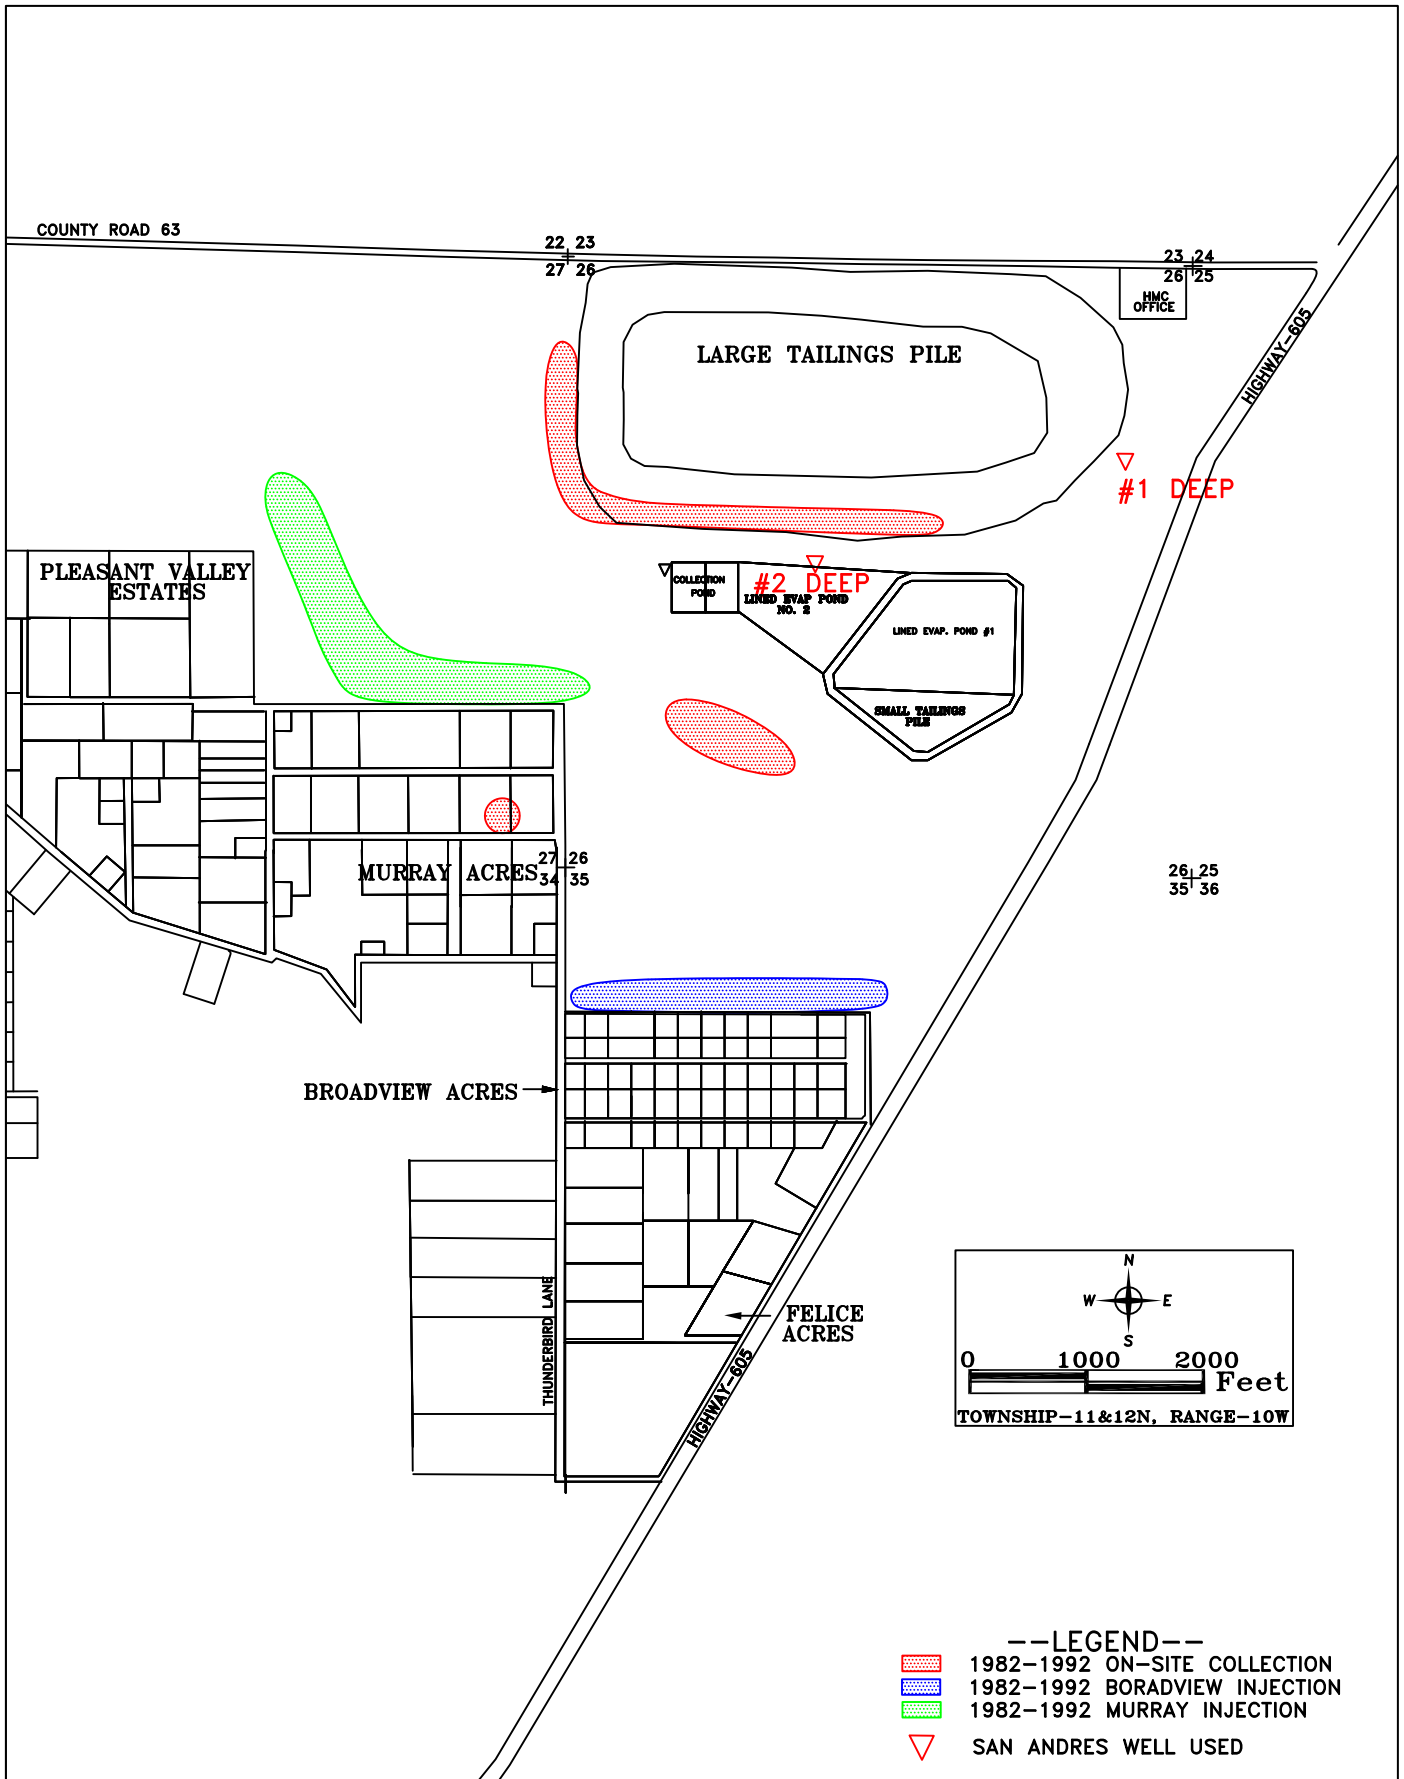 COUNTY ROAD 63
22 23
27 26
23 24
26 25
HMC
OFFICE
HIGHWAY-605
LARGE TAILINGS PILE
#1 DEEP
PLEASANT VALLEY
ESTATES
COLLECTION
POND
#2 DEEP
LINED EVAP POND
NO. 2
LINED EVAP. POND #1
SMALL TAILINGS
PILE
MURRAY ACRES
27 26
34 35
26 25
35 36
BROADVIEW ACRES
THUNDERBIRD LANE
FELICE
ACRES
HIGHWAY-605
N
W E
S
0 1000 2000
Feet
TOWNSHIP-11&12N, RANGE-10W
--LEGEND--
1982-1992 ON-SITE COLLECTION
1982-1992 BORADVIEW INJECTION
1982-1992 MURRAY INJECTION
SAN ANDRES WELL USED